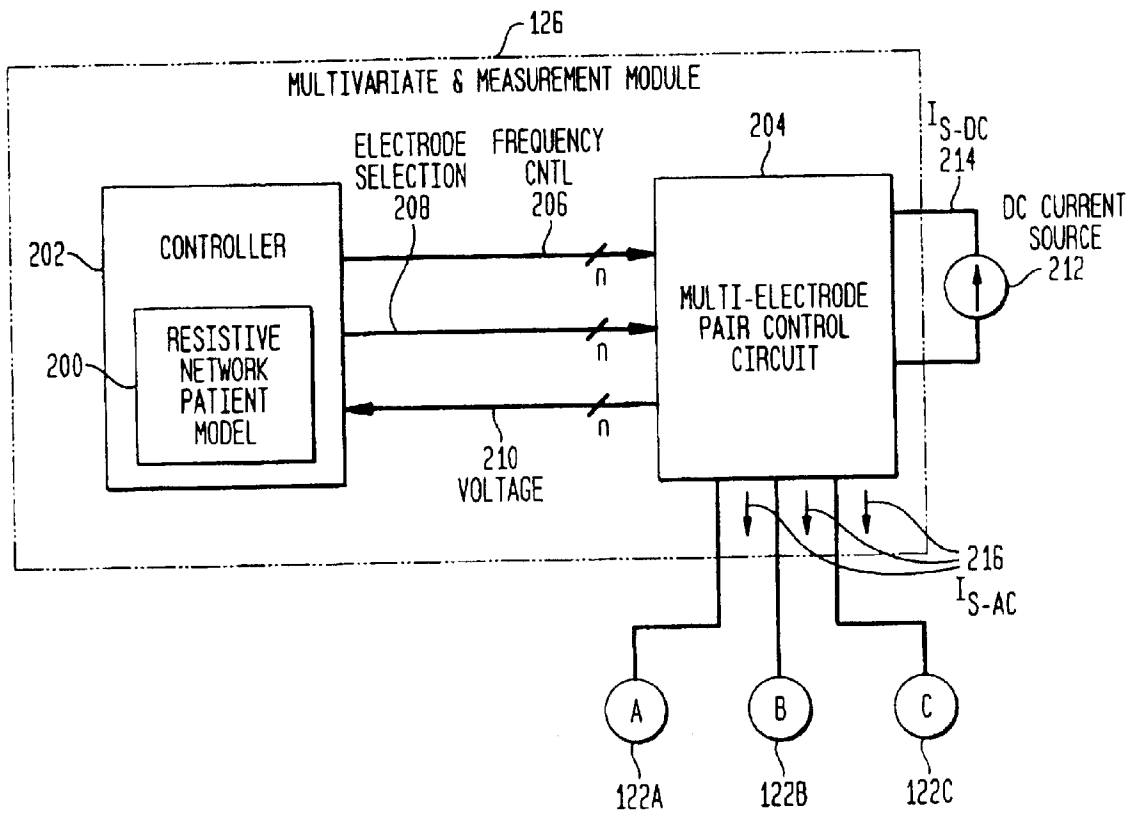 126
MULTIVARIATE & MEASUREMENT MODULE
I S-DC
214
204
ELECTRODE
SELECTION
208
FREQUENCY
CNTL
206
DC CURRENT
SOURCE
212
202
CONTROLLER
n
MULTI-ELECTRODE
PAIR CONTROL
CIRCUIT
200
RESISTIVE
NETWORK
PATIENT
MODEL
n
n
210
VOLTAGE
216
I S-AC
A
B
C
122A
122B
122C